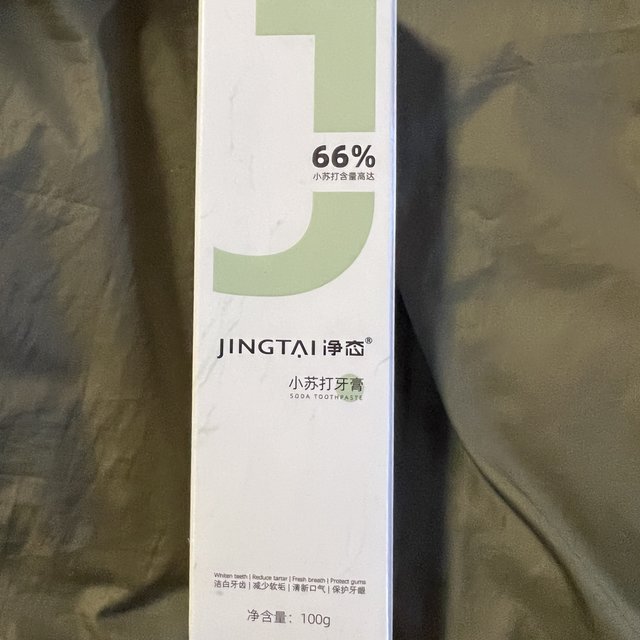 66%
小苏打含量高达
JINGTAI净态®
小苏打牙膏
SODA TOOTHPASTE
Whiten teeth | Reduce tartar | Fresh breath | Protect gums
洁白牙齿 | 减少软垢 | 清新口气 | 保护牙龈
净含量：100g